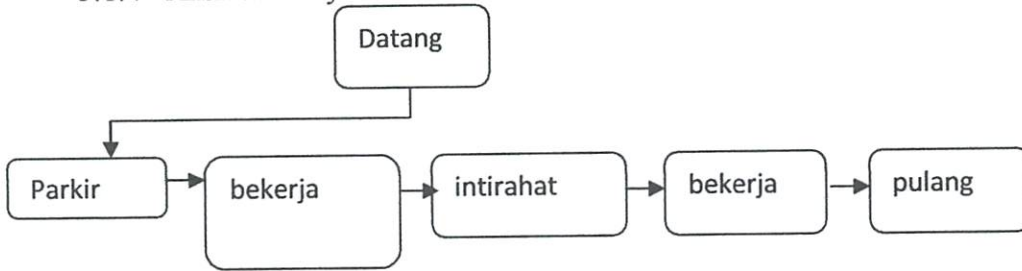 Datang
Parkir
bekerja
intirahat
bekerja
pulang